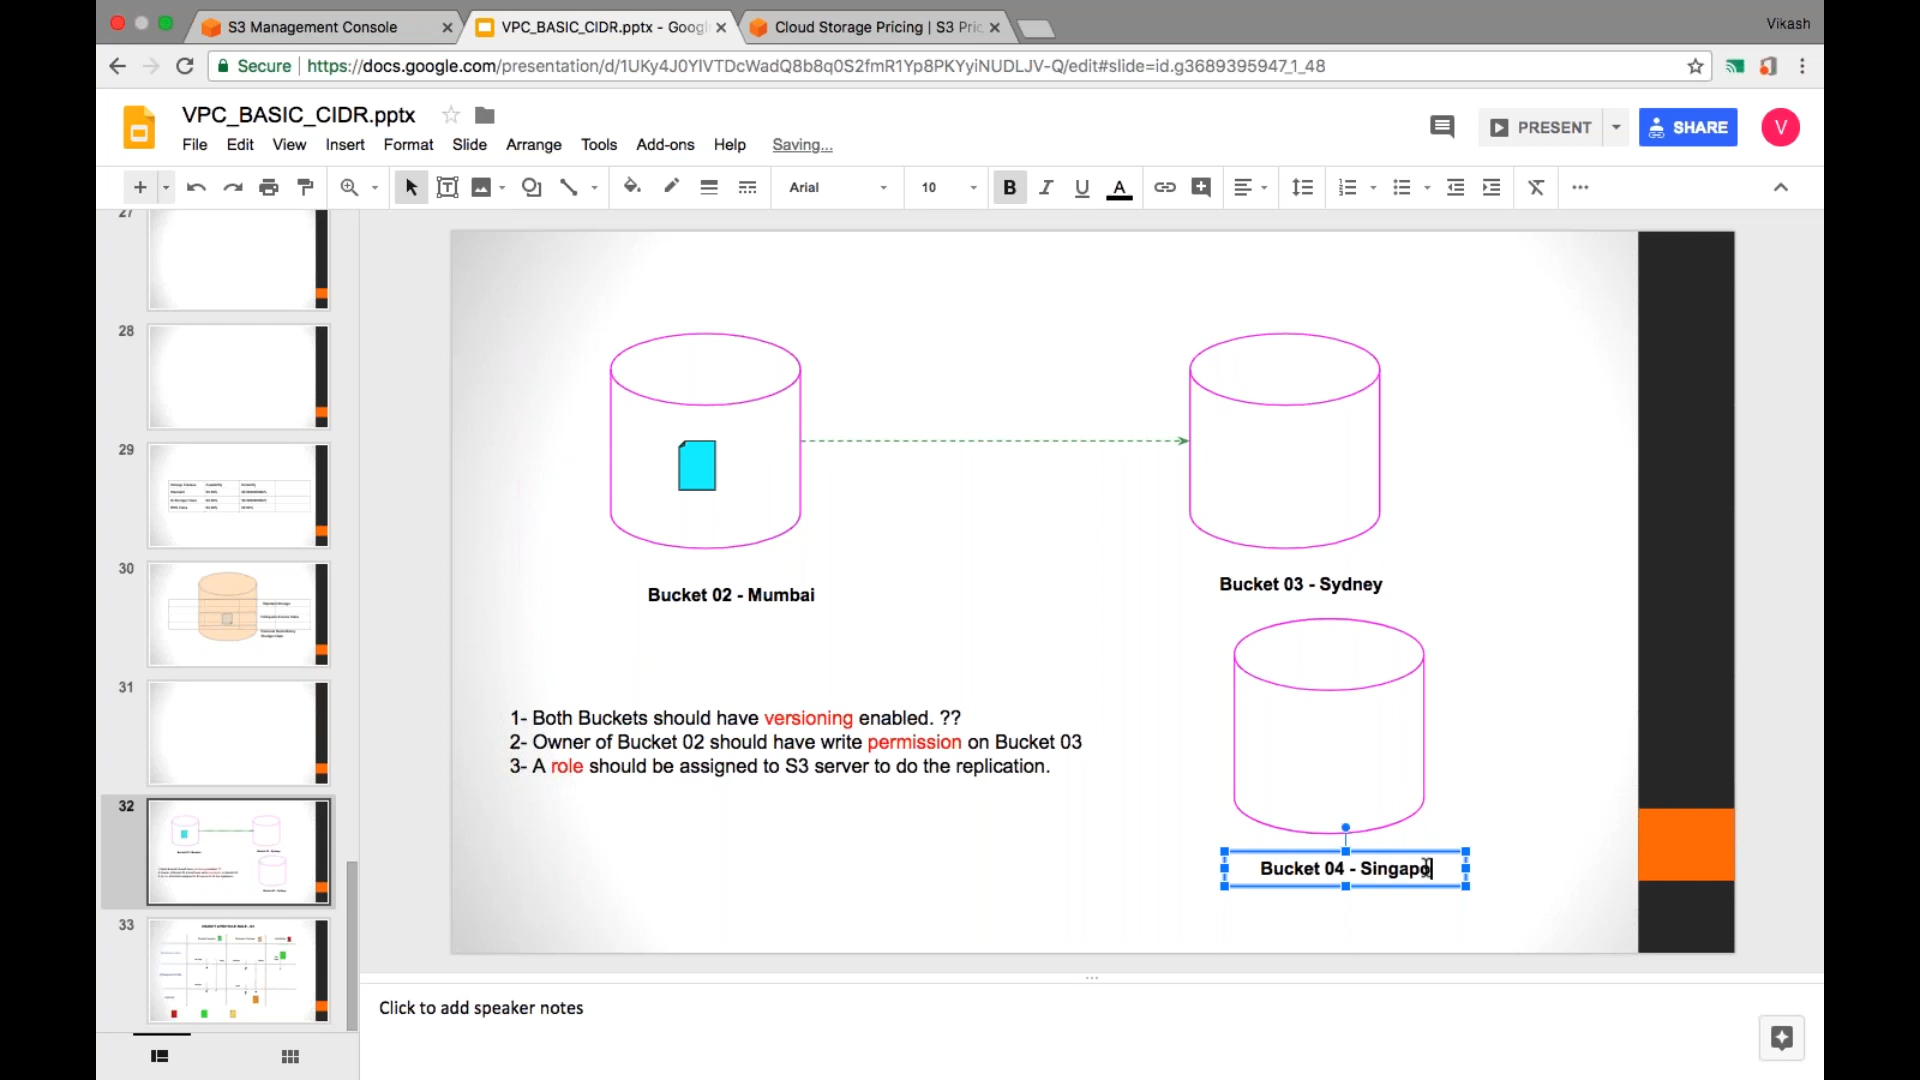 S3 Management Console
VPC_BASIC_CIDR.pptx - Googl
Cloud Storage Pricing | S3 Pric
Vikash
Secure
https://docs.google.com/presentation/d/1UKy4J0YlVTDcWadQ8b8q0S2fmR1Yp8PKYyiNUDLJV-Q/edit#slide=id.g3689395947_1_48
VPC_BASIC_CIDR.pptx
File Edit View Insert Format Slide Arrange Tools Add-ons Help Saving...
PRESENT
SHARE
V
Arial
10
B I U A
27
28
29
30
31
32
33
Bucket 02 - Mumbai
Bucket 03 - Sydney
1- Both Buckets should have versioning enabled. ??
2- Owner of Bucket 02 should have write permission on Bucket 03
3- A role should be assigned to S3 server to do the replication.
Bucket 04 - Singapo
Click to add speaker notes